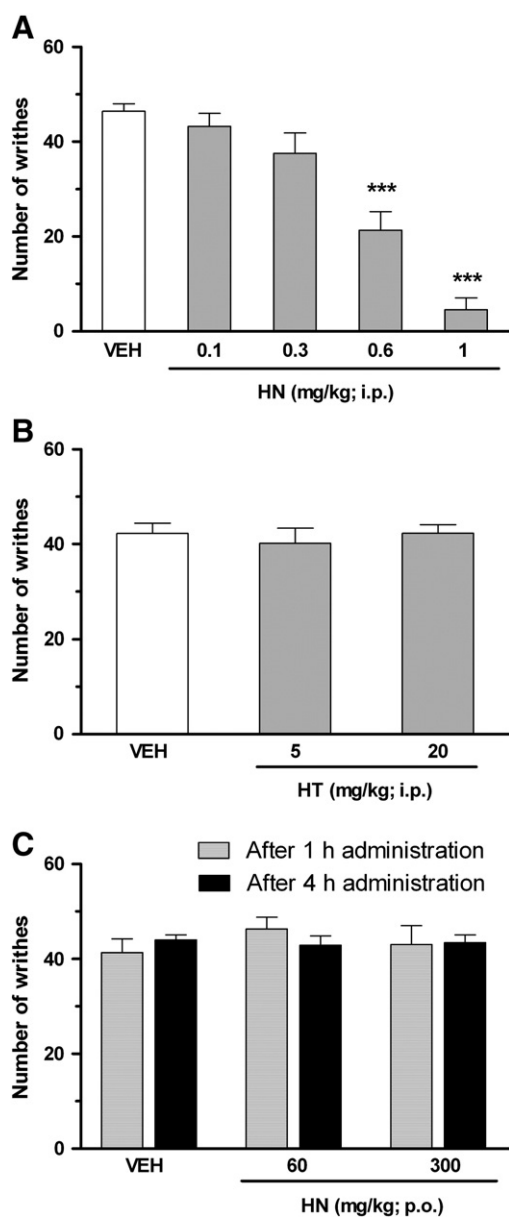 A
60
40
20
0
Number of writhes
***
***
VEH 0.1 0.3 0.6 1
HN (mg/kg; i.p.)
B
60
40
20
0
Number of writhes
VEH 5 20
HT (mg/kg; i.p.)
C
After 1 h administration
After 4 h administration
60
40
20
0
Number of writhes
VEH 60 300
HN (mg/kg; p.o.)